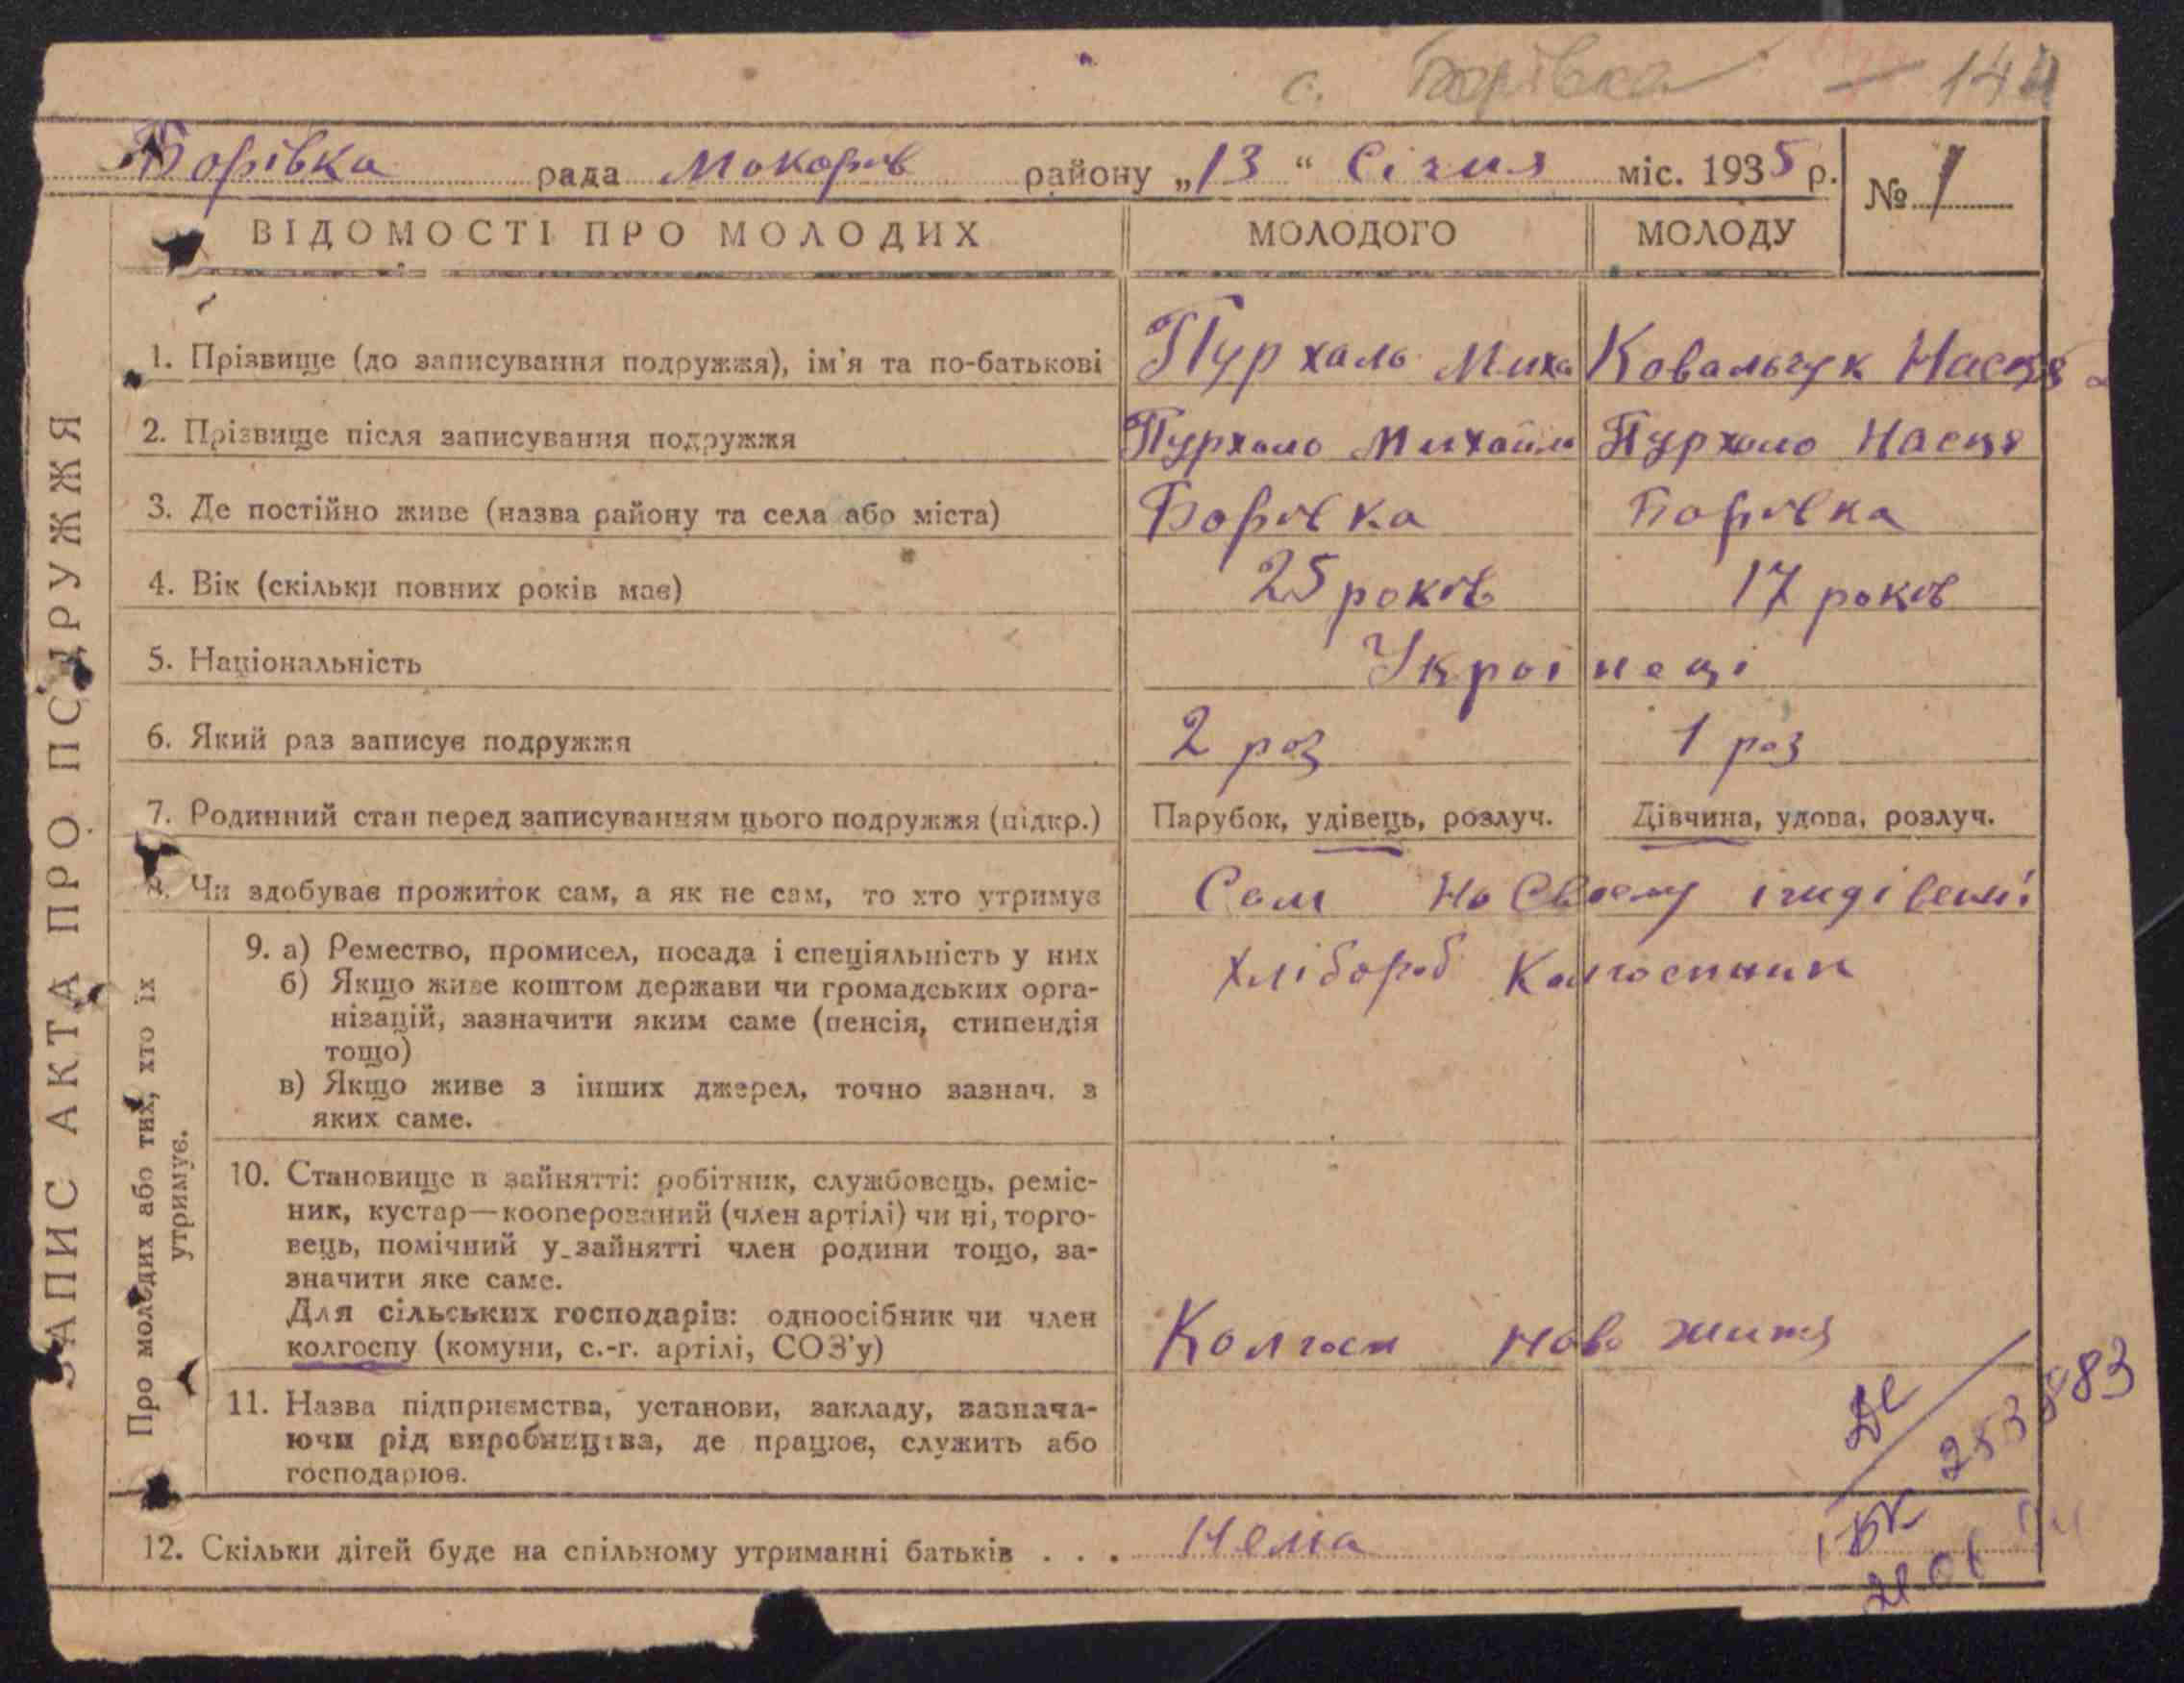 с. Борівка — 144
Борівка рада Макорів району „13“ Січня міс. 1935 р. № 1
ВІДОМОСТІ ПРО МОЛОДИХ МОЛОДОГО МОЛОДУ
1. Прізвище (до записування подружжя), ім'я та по-батькові Пурхаль Миха Ковальчук Насця
2. Прізвище після записування подружжя Пурхало Михайло Пурхало Насця
3. Де постійно живе (назва району та села або міста) Борівка Борівка
4. Вік (скільки повних років має) 25 років 17 років
5. Національність Українеці
6. Який раз записує подружжя 2 раз 1 раз
7. Родинний стан перед записуванням цього подружжя (підкр.) Парубок, удівець, розлуч. Дівчина, удова, розлуч.
8. Чи здобуває прожиток сам, а як не сам, то хто утримує Сам На Своему
9. а) Ремество, промисел, посада і спеціяльність у них хлібороб Колгоспник
б) Якщо живе коштом держави чи громадських орга-
нізацій, зазначити яким саме (пенсія, стипендія
тощо)
в) Якщо живе з інших джерел, точно зазнач. з
яких саме.
10. Становище в зайнятті: робітник, службовець, реміс-
ник, кустар—кооперований (член артілі) чи ні, торго-
вець, помічний у зайнятті член родини тощо, за-
значити яке саме.
Для сільських господарів: одноосібник чи член
колгоспу (комуни, с.-г. артілі, СОЗ'у) Колгосп Нове життя
11. Назва підприємства, установи, закладу, зазнача-
ючи рід виробництва, де працює, служить або
господарює.
12. Скільки дітей буде на спільному утриманні батьків . . . Нема
ЗАПИС АКТА ПРО ПОДРУЖЖЯ
Про молодих або тих, хто їх
утримує.